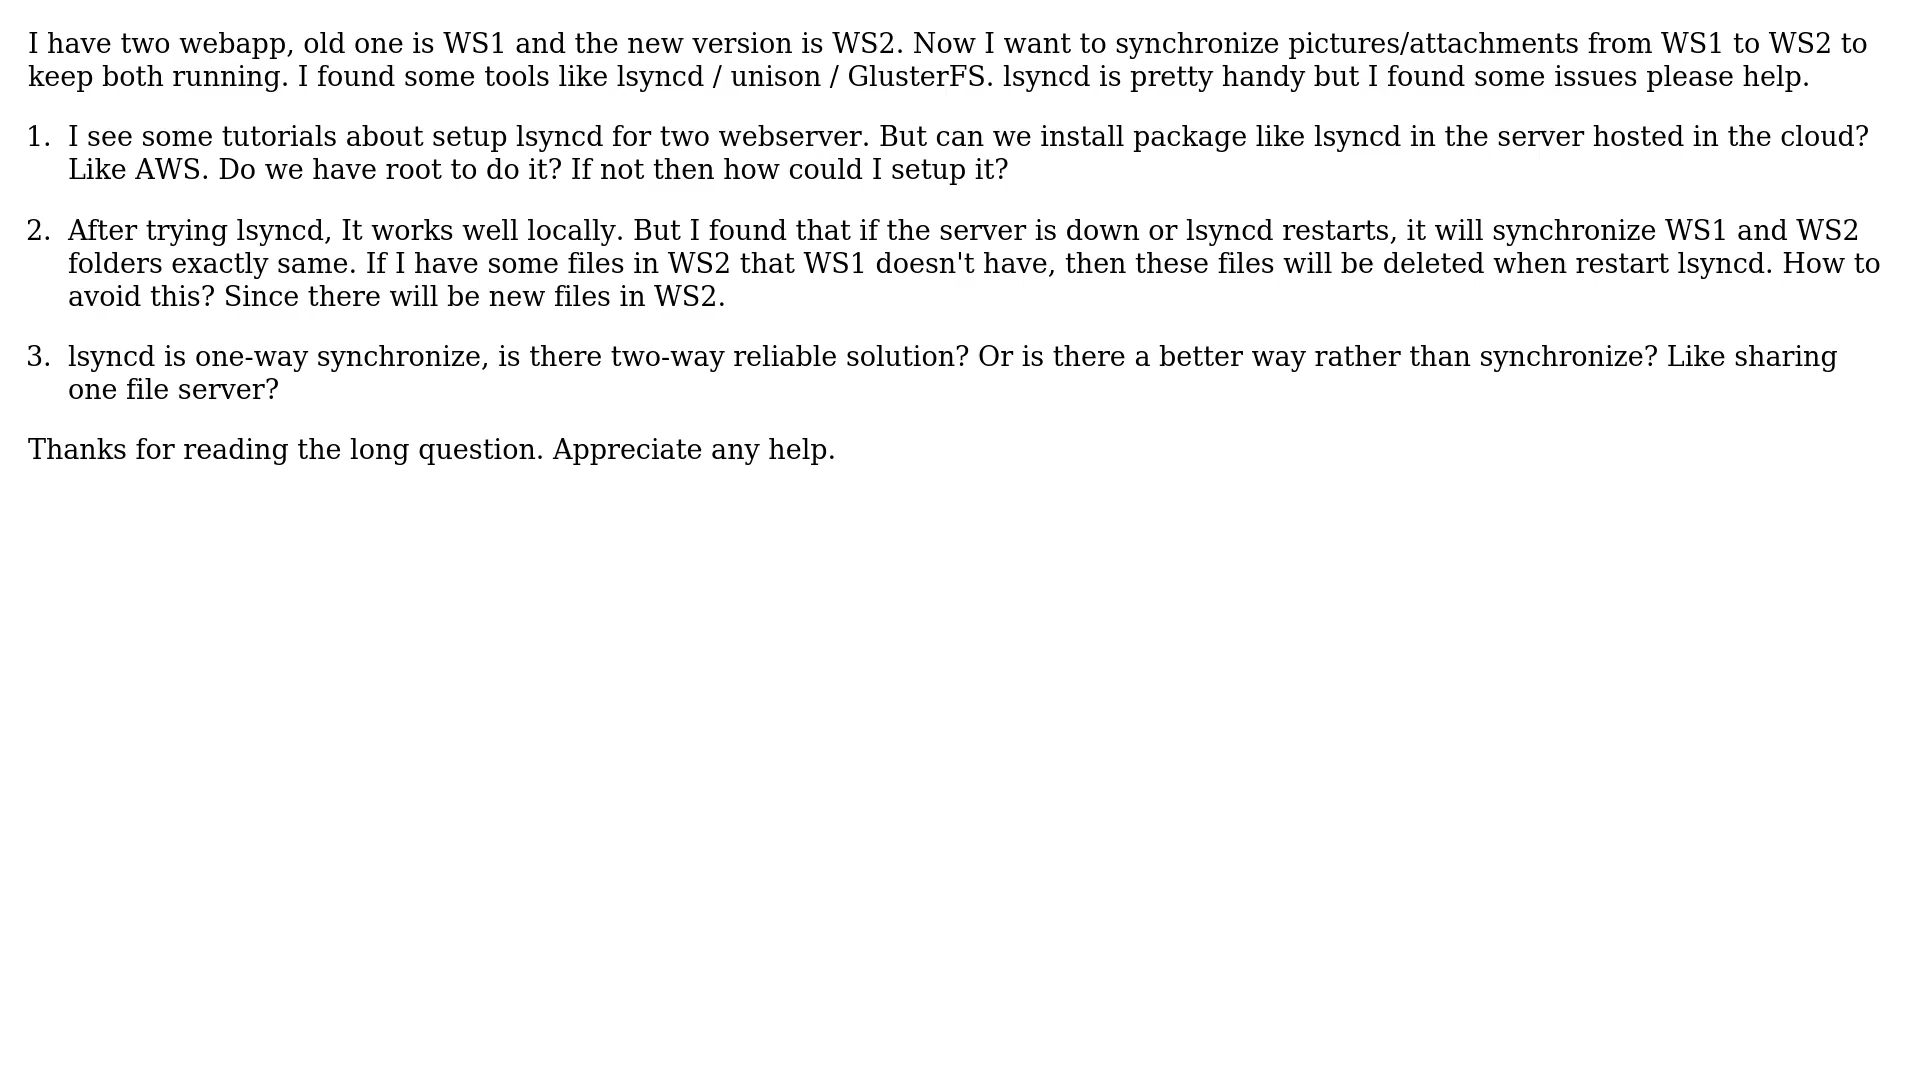 I have two webapp, old one is WS1 and the new version is WS2. Now I want to synchronize pictures/attachments from WS1 to WS2 to
keep both running. I found some tools like lsyncd / unison / GlusterFS. lsyncd is pretty handy but I found some issues please help.
1. I see some tutorials about setup lsyncd for two webserver. But can we install package like lsyncd in the server hosted in the cloud?
Like AWS. Do we have root to do it? If not then how could I setup it?
2. After trying lsyncd, It works well locally. But I found that if the server is down or lsyncd restarts, it will synchronize WS1 and WS2
folders exactly same. If I have some files in WS2 that WS1 doesn't have, then these files will be deleted when restart lsyncd. How to
avoid this? Since there will be new files in WS2.
3. lsyncd is one-way synchronize, is there two-way reliable solution? Or is there a better way rather than synchronize? Like sharing
one file server?
Thanks for reading the long question. Appreciate any help.